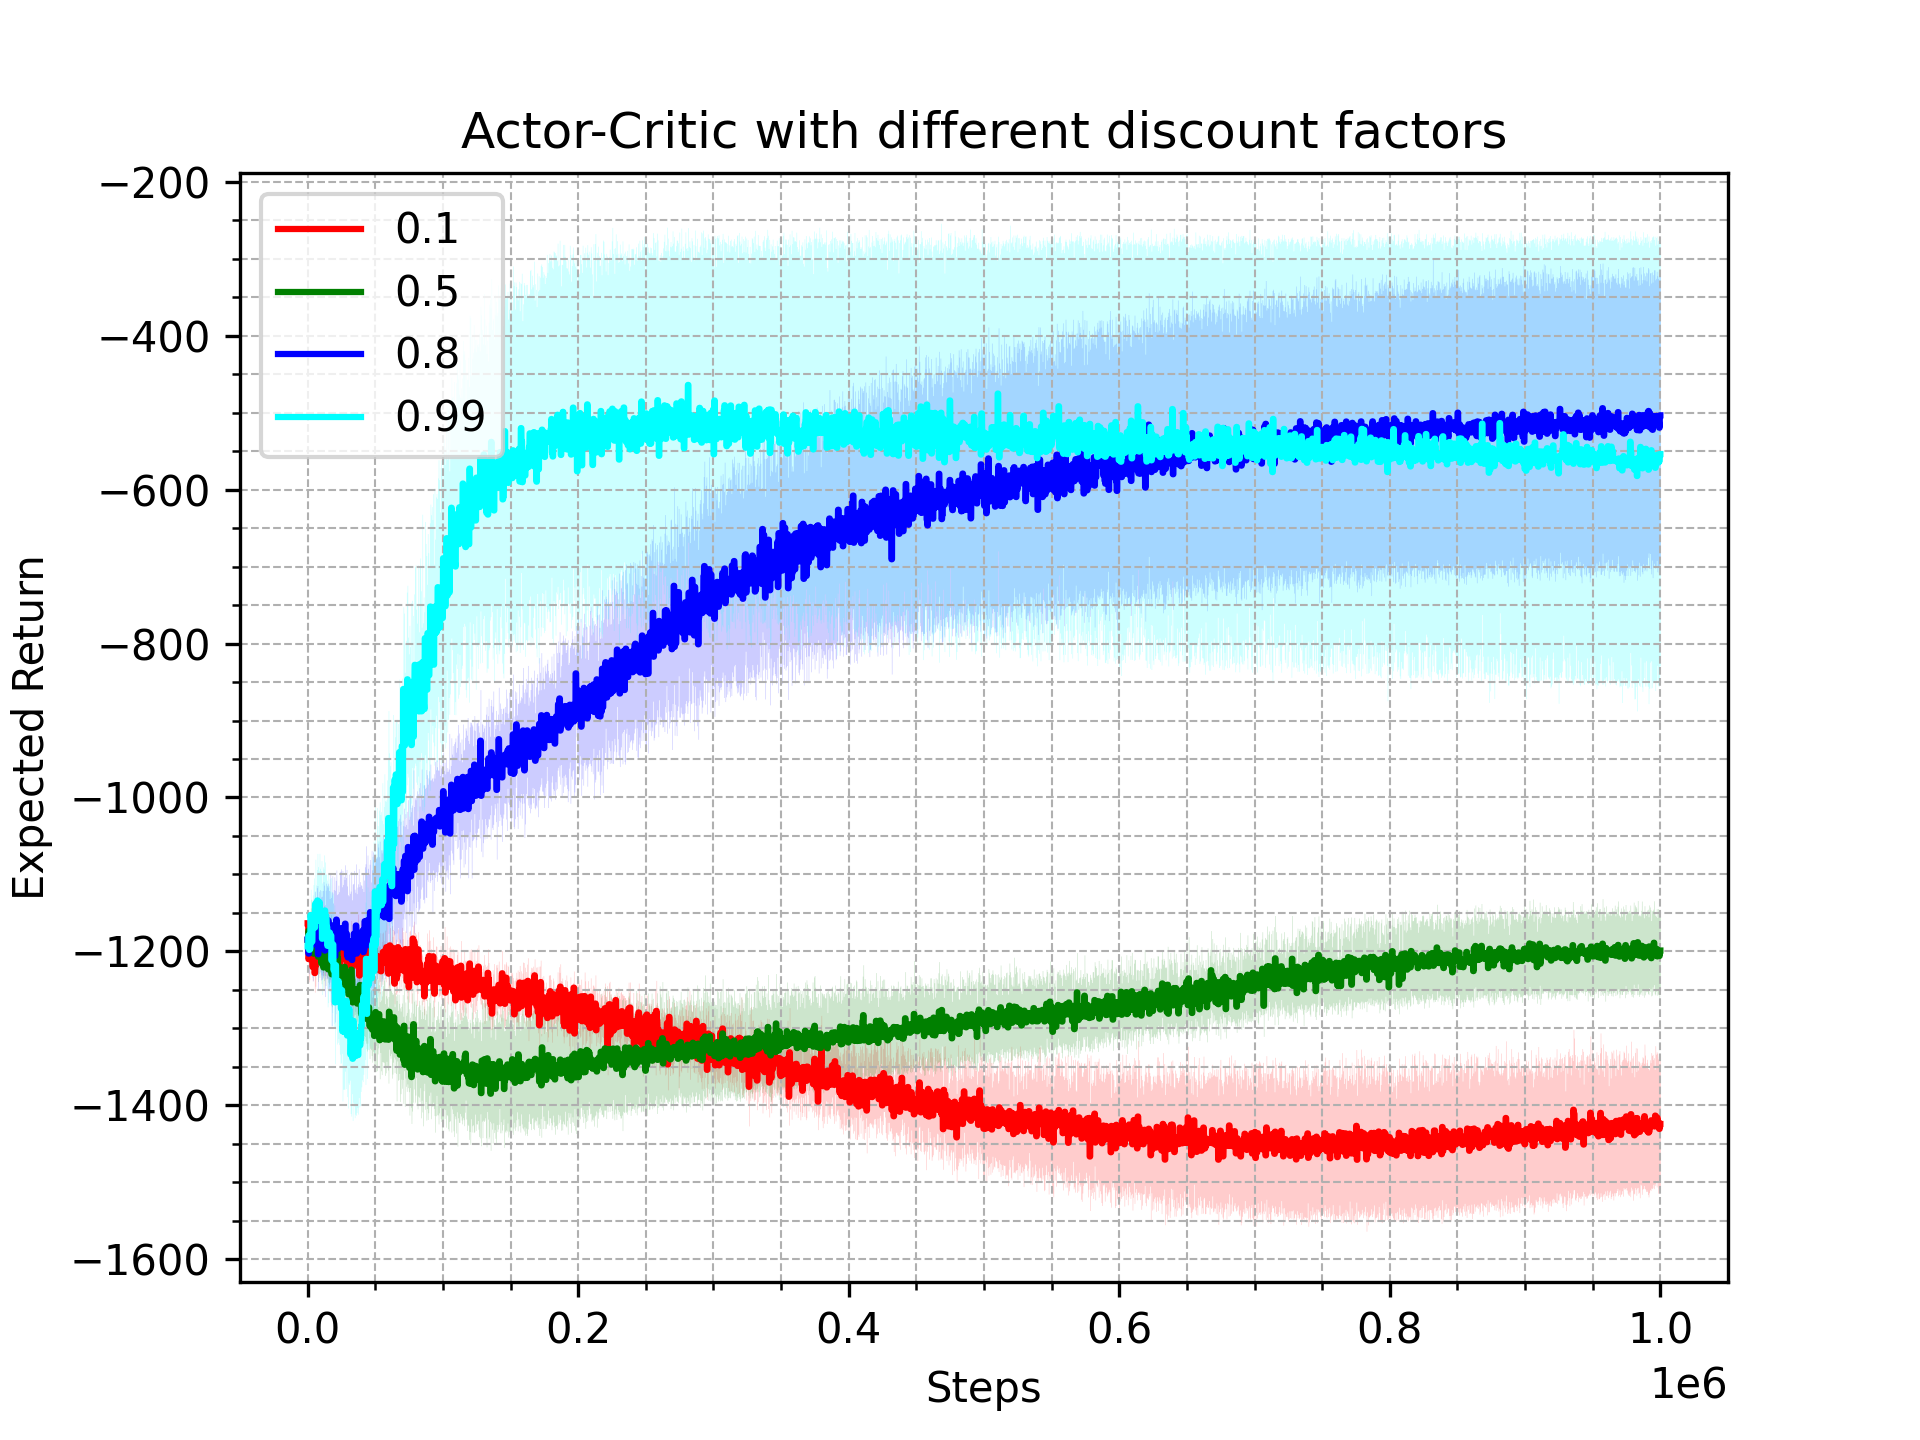 Actor-Critic with different discount factors
0.1
0.5
0.8
0.99
Expected Return
−200
−400
−600
−800
−1000
−1200
−1400
−1600
0.0 0.2 0.4 0.6 0.8 1.0
1e6
Steps